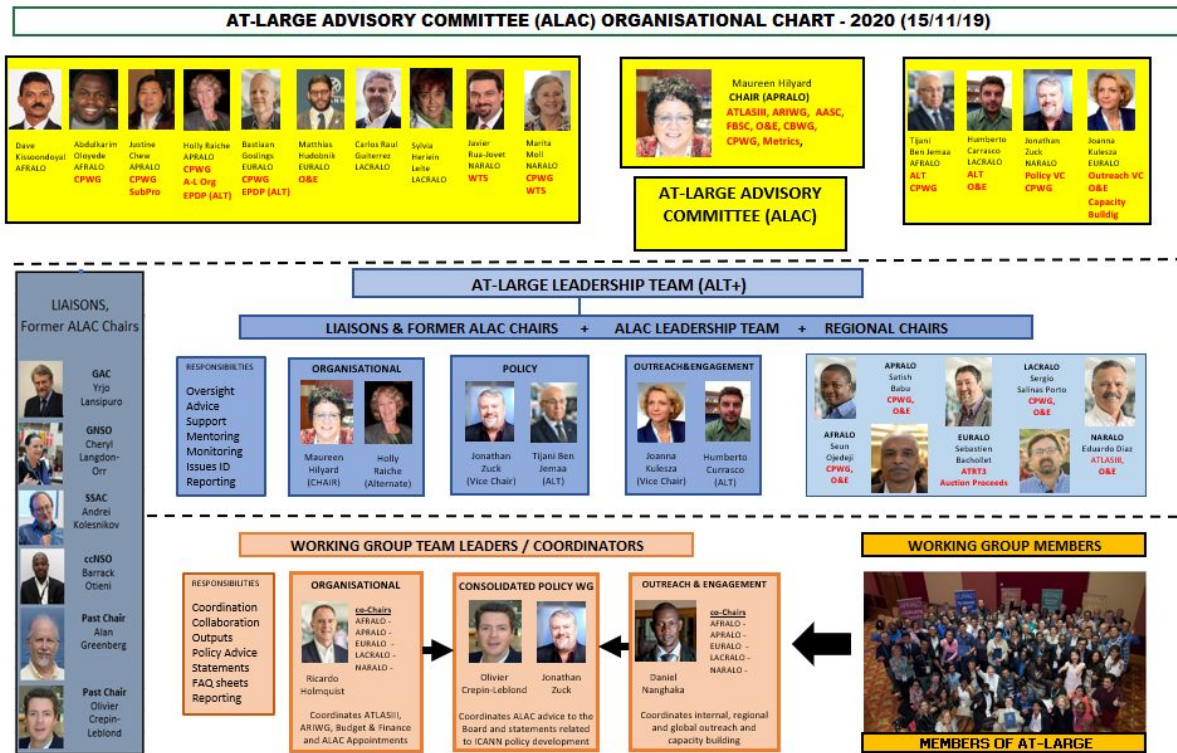 AT-LARGE ADVISORY COMMITTEE (ALAC) ORGANISATIONAL CHART - 2020 (15/11/19)
Dave
Kissoondoyal
AFRALO
Abdulkarim
Oloyede
AFRALO
CPWG
Justine
Chew
APRALO
CPWG
SubPro
Holly Raiche
APRALO
CPWG
A-L Org
EPDP (ALT)
Bastiaan
Goslings
EURALO
CPWG
EPDP (ALT)
Matthias
Hudobnik
EURALO
O&E
Carlos Raul
Guiterrez
LACRALO
Sylvia
Herlein
Leite
LACRALO
Javier
Rua-Jovet
NARALO
WT5
Marita
Moll
NARALO
CPWG
WT5
Maureen Hilyard
CHAIR (APRALO)
ATLASIII, ARIWG, AASC,
FBSC, O&E, CBWG,
CPWG, Metrics,
AT-LARGE ADVISORY
COMMITTEE (ALAC)
Tijani
Ben Jemaa
AFRALO
ALT
CPWG
Humberto
Carrasco
LACRALO
ALT
O&E
Jonathan
Zuck
NARALO
Policy VC
CPWG
Joanna
Kulesza
EURALO
Outreach VC
O&E
Capacity
Buildig
LIAISONS,
Former ALAC Chairs
GAC
Yrjo
Lansipuro
GNSO
Cheryl
Langdon-
Orr
SSAC
Andrei
Kolesnikov
ccNSO
Barrack
Otieni
Past Chair
Alan
Greenberg
Past Chair
Olivier
Crepin-
Leblond
AT-LARGE LEADERSHIP TEAM (ALT+)
LIAISONS & FORMER ALAC CHAIRS + ALAC LEADERSHIP TEAM + REGIONAL CHAIRS
RESPONSIBILTIES
Oversight
Advice
Support
Mentoring
Monitoring
Issues ID
Reporting
ORGANISATIONAL
Maureen
Hilyard
(CHAIR)
Holly
Raiche
(Alternate)
POLICY
Jonathan
Zuck
(Vice Chair)
Tijani Ben
Jemaa
(ALT)
OUTREACH&ENGAGEMENT
Joanna
Kulesza
(Vice Chair)
Humberto
Currasco
(ALT)
APRALO
Satish
Babu
CPWG,
O&E
LACRALO
Sergio
Salinas Porto
CPWG,
O&E
AFRALO
Seun
Ojedeji
CPWG,
O&E
EURALO
Sebastien
Bachollet
ATRT3
Auction Proceeds
NARALO
Eduardo Diaz
ATLASIII,
O&E
WORKING GROUP TEAM LEADERS / COORDINATORS
RESPONSIBILITIES
Coordination
Collaboration
Outputs
Policy Advice
Statements
FAQ sheets
Reporting
ORGANISATIONAL
co-Chairs
AFRALO -
APRALO -
EURALO -
LACRALO -
NARALO -
Ricardo
Holmquist
Coordinates ATLASIII,
ARIWG, Budget & Finance
and ALAC Appointments
CONSOLIDATED POLICY WG
Olivier
Crepin-Leblond
Jonathan
Zuck
Coordinates ALAC advice to the
Board and statements related
to ICANN policy development
OUTREACH & ENGAGEMENT
co-Chairs
AFRALO -
APRALO -
EURALO -
LACRALO -
NARALO -
Daniel
Nanghaka
Coordinates internal, regional
and global outreach and
capacity building
WORKING GROUP MEMBERS
MEMBERS OF AT-LARGE